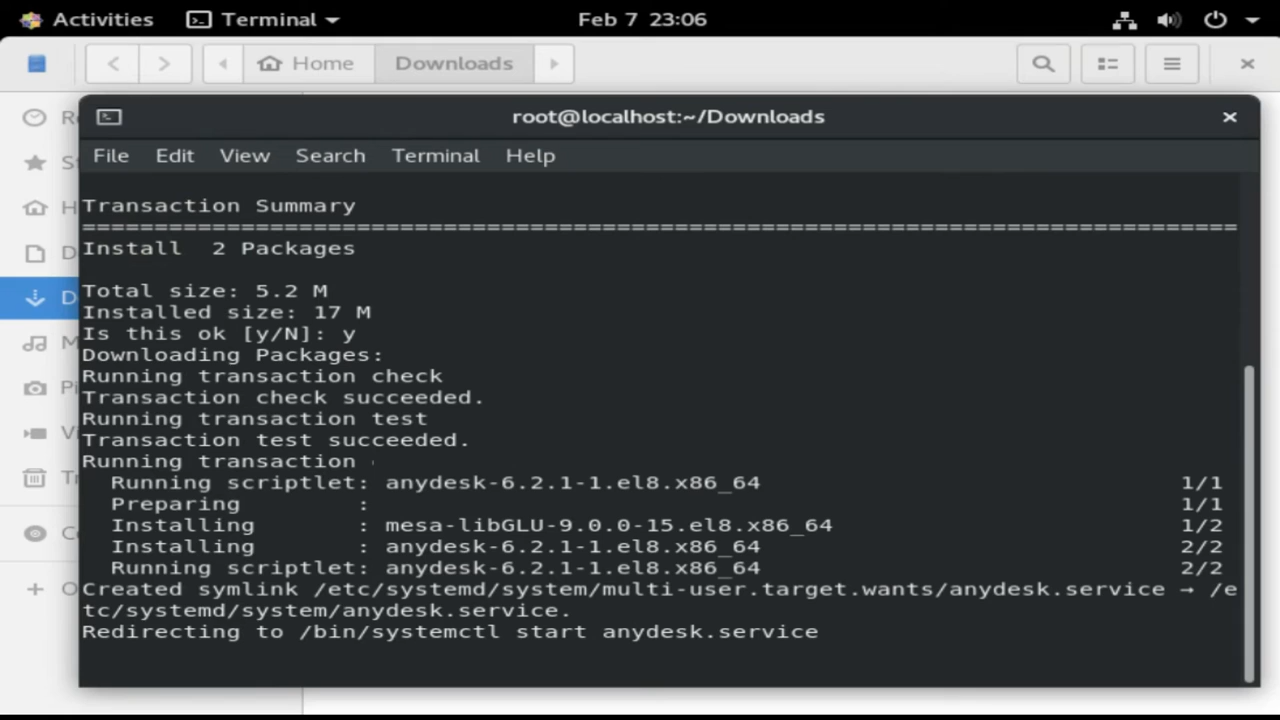 Activities Terminal Feb 7 23:06
Home Downloads
root@localhost:~/Downloads
File Edit View Search Terminal Help
Transaction Summary
================================================================================
Install  2 Packages
Total size: 5.2 M
Installed size: 17 M
Is this ok [y/N]: y
Downloading Packages:
Running transaction check
Transaction check succeeded.
Running transaction test
Transaction test succeeded.
Running transaction
  Running scriptlet: anydesk-6.2.1-1.el8.x86_64 1/1
  Preparing        : 1/1
  Installing       : mesa-libGLU-9.0.0-15.el8.x86_64 1/2
  Installing       : anydesk-6.2.1-1.el8.x86_64 2/2
  Running scriptlet: anydesk-6.2.1-1.el8.x86_64 2/2
Created symlink /etc/systemd/system/multi-user.target.wants/anydesk.service → /e
tc/systemd/system/anydesk.service.
Redirecting to /bin/systemctl start anydesk.service